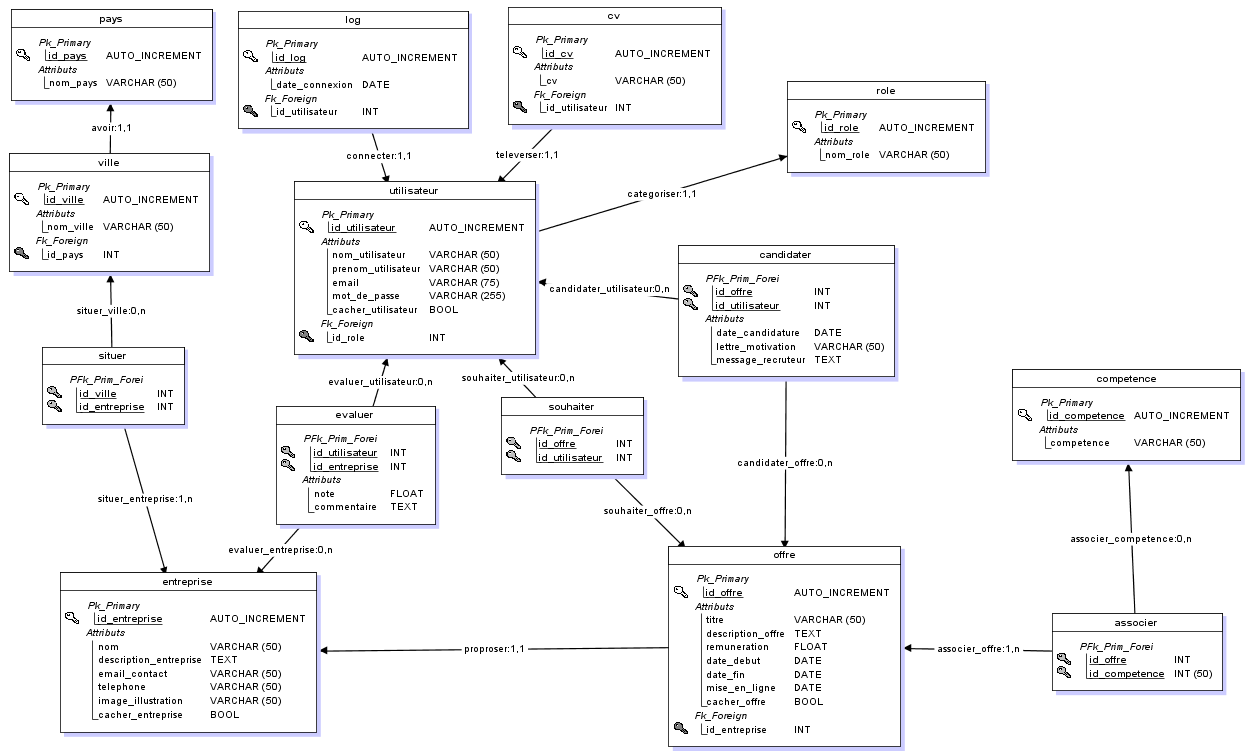 pays
Pk_Primary
id_pays AUTO_INCREMENT
Attributs
nom_pays VARCHAR (50)
avoir:1,1
log
Pk_Primary
id_log AUTO_INCREMENT
Attributs
date_connexion DATE
Fk_Foreign
id_utilisateur INT
connecter:1,1
cv
Pk_Primary
id_cv AUTO_INCREMENT
Attributs
cv VARCHAR (50)
Fk_Foreign
id_utilisateur INT
televerser:1,1
role
Pk_Primary
id_role AUTO_INCREMENT
Attributs
nom_role VARCHAR (50)
categoriser:1,1
ville
Pk_Primary
id_ville AUTO_INCREMENT
Attributs
nom_ville VARCHAR (50)
Fk_Foreign
id_pays INT
situer_ville:0,n
utilisateur
Pk_Primary
id_utilisateur AUTO_INCREMENT
Attributs
nom_utilisateur VARCHAR (50)
prenom_utilisateur VARCHAR (50)
email VARCHAR (75)
mot_de_passe VARCHAR (255)
cacher_utilisateur BOOL
Fk_Foreign
id_role INT
candidater_utilisateur:0,n
candidater
PFk_Prim_Forei
id_offre INT
id_utilisateur INT
Attributs
date_candidature DATE
lettre_motivation VARCHAR (50)
message_recruteur TEXT
candidater_offre:0,n
situer
PFk_Prim_Forei
id_ville INT
id_entreprise INT
situer_entreprise:1,n
evaluer_utilisateur:0,n
evaluer
PFk_Prim_Forei
id_utilisateur INT
id_entreprise INT
Attributs
note FLOAT
commentaire TEXT
evaluer_entreprise:0,n
souhaiter_utilisateur:0,n
souhaiter
PFk_Prim_Forei
id_offre INT
id_utilisateur INT
souhaiter_offre:0,n
competence
Pk_Primary
id_competence AUTO_INCREMENT
Attributs
competence VARCHAR (50)
associer_competence:0,n
entreprise
Pk_Primary
id_entreprise AUTO_INCREMENT
Attributs
nom VARCHAR (50)
description_entreprise TEXT
email_contact VARCHAR (50)
telephone VARCHAR (50)
image_illustration VARCHAR (50)
cacher_entreprise BOOL
proproser:1,1
offre
Pk_Primary
id_offre AUTO_INCREMENT
Attributs
titre VARCHAR (50)
description_offre TEXT
remuneration FLOAT
date_debut DATE
date_fin DATE
mise_en_ligne DATE
cacher_offre BOOL
Fk_Foreign
id_entreprise INT
associer_offre:1,n
associer
PFk_Prim_Forei
id_offre INT
id_competence INT (50)